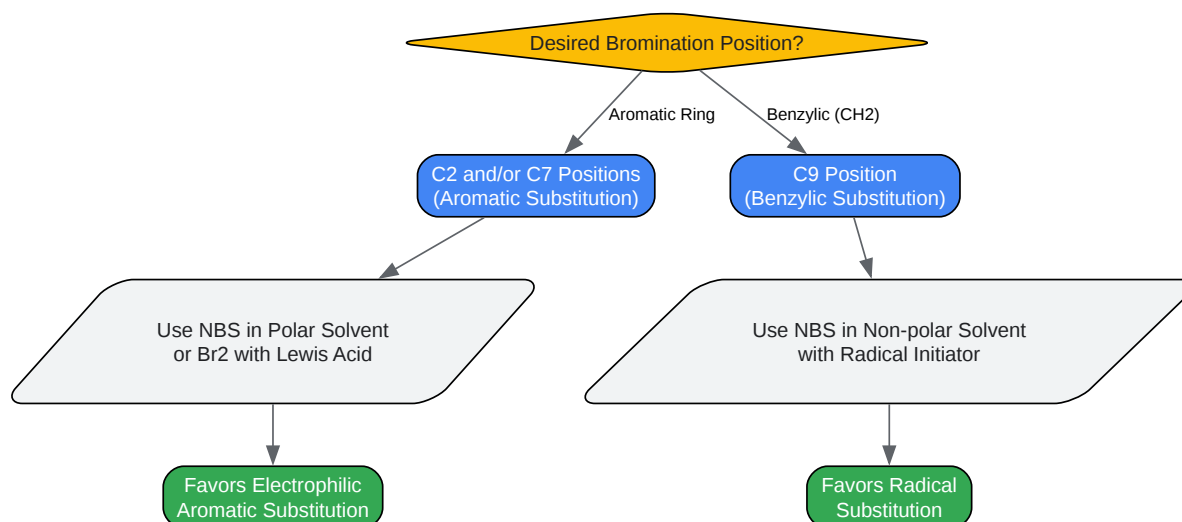 Desired Bromination Position?
Aromatic Ring
Benzylic (CH2)
C2 and/or C7 Positions
(Aromatic Substitution)
C9 Position
(Benzylic Substitution)
Use NBS in Polar Solvent
or Br2 with Lewis Acid
Use NBS in Non-polar Solvent
with Radical Initiator
Favors Electrophilic
Aromatic Substitution
Favors Radical
Substitution